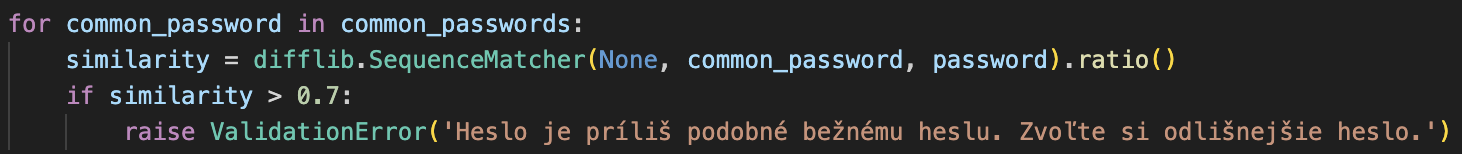 for common_password in common_passwords:
    similarity = difflib.SequenceMatcher(None, common_password, password).ratio()
    if similarity > 0.7:
        raise ValidationError('Heslo je príliš podobné bežnému heslu. Zvoľte si odlišnejšie heslo.')